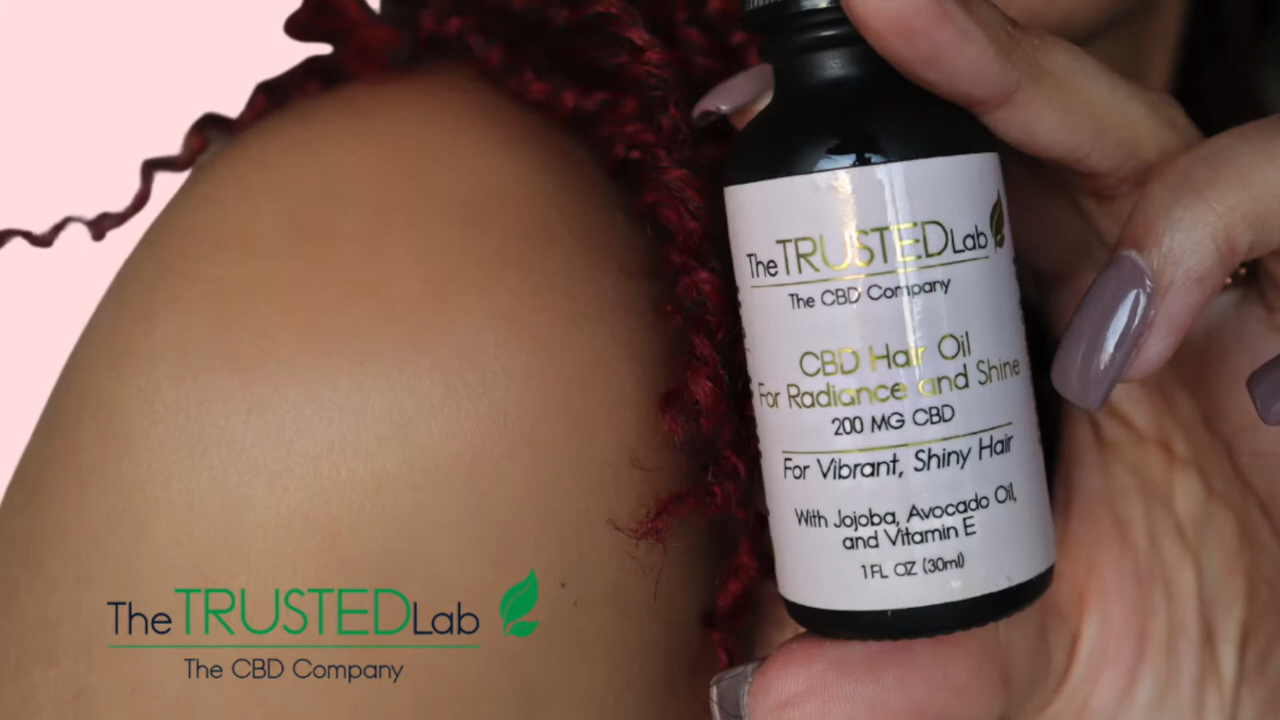 The TRUSTED Lab
The CBD Company
CBD Hair Oil
For Radiance and Shine
200 MG CBD
For Vibrant, Shiny Hair
With Jojoba, Avocado Oil,
and Vitamin E
1 FL OZ (30ml)
The TRUSTED Lab
The CBD Company